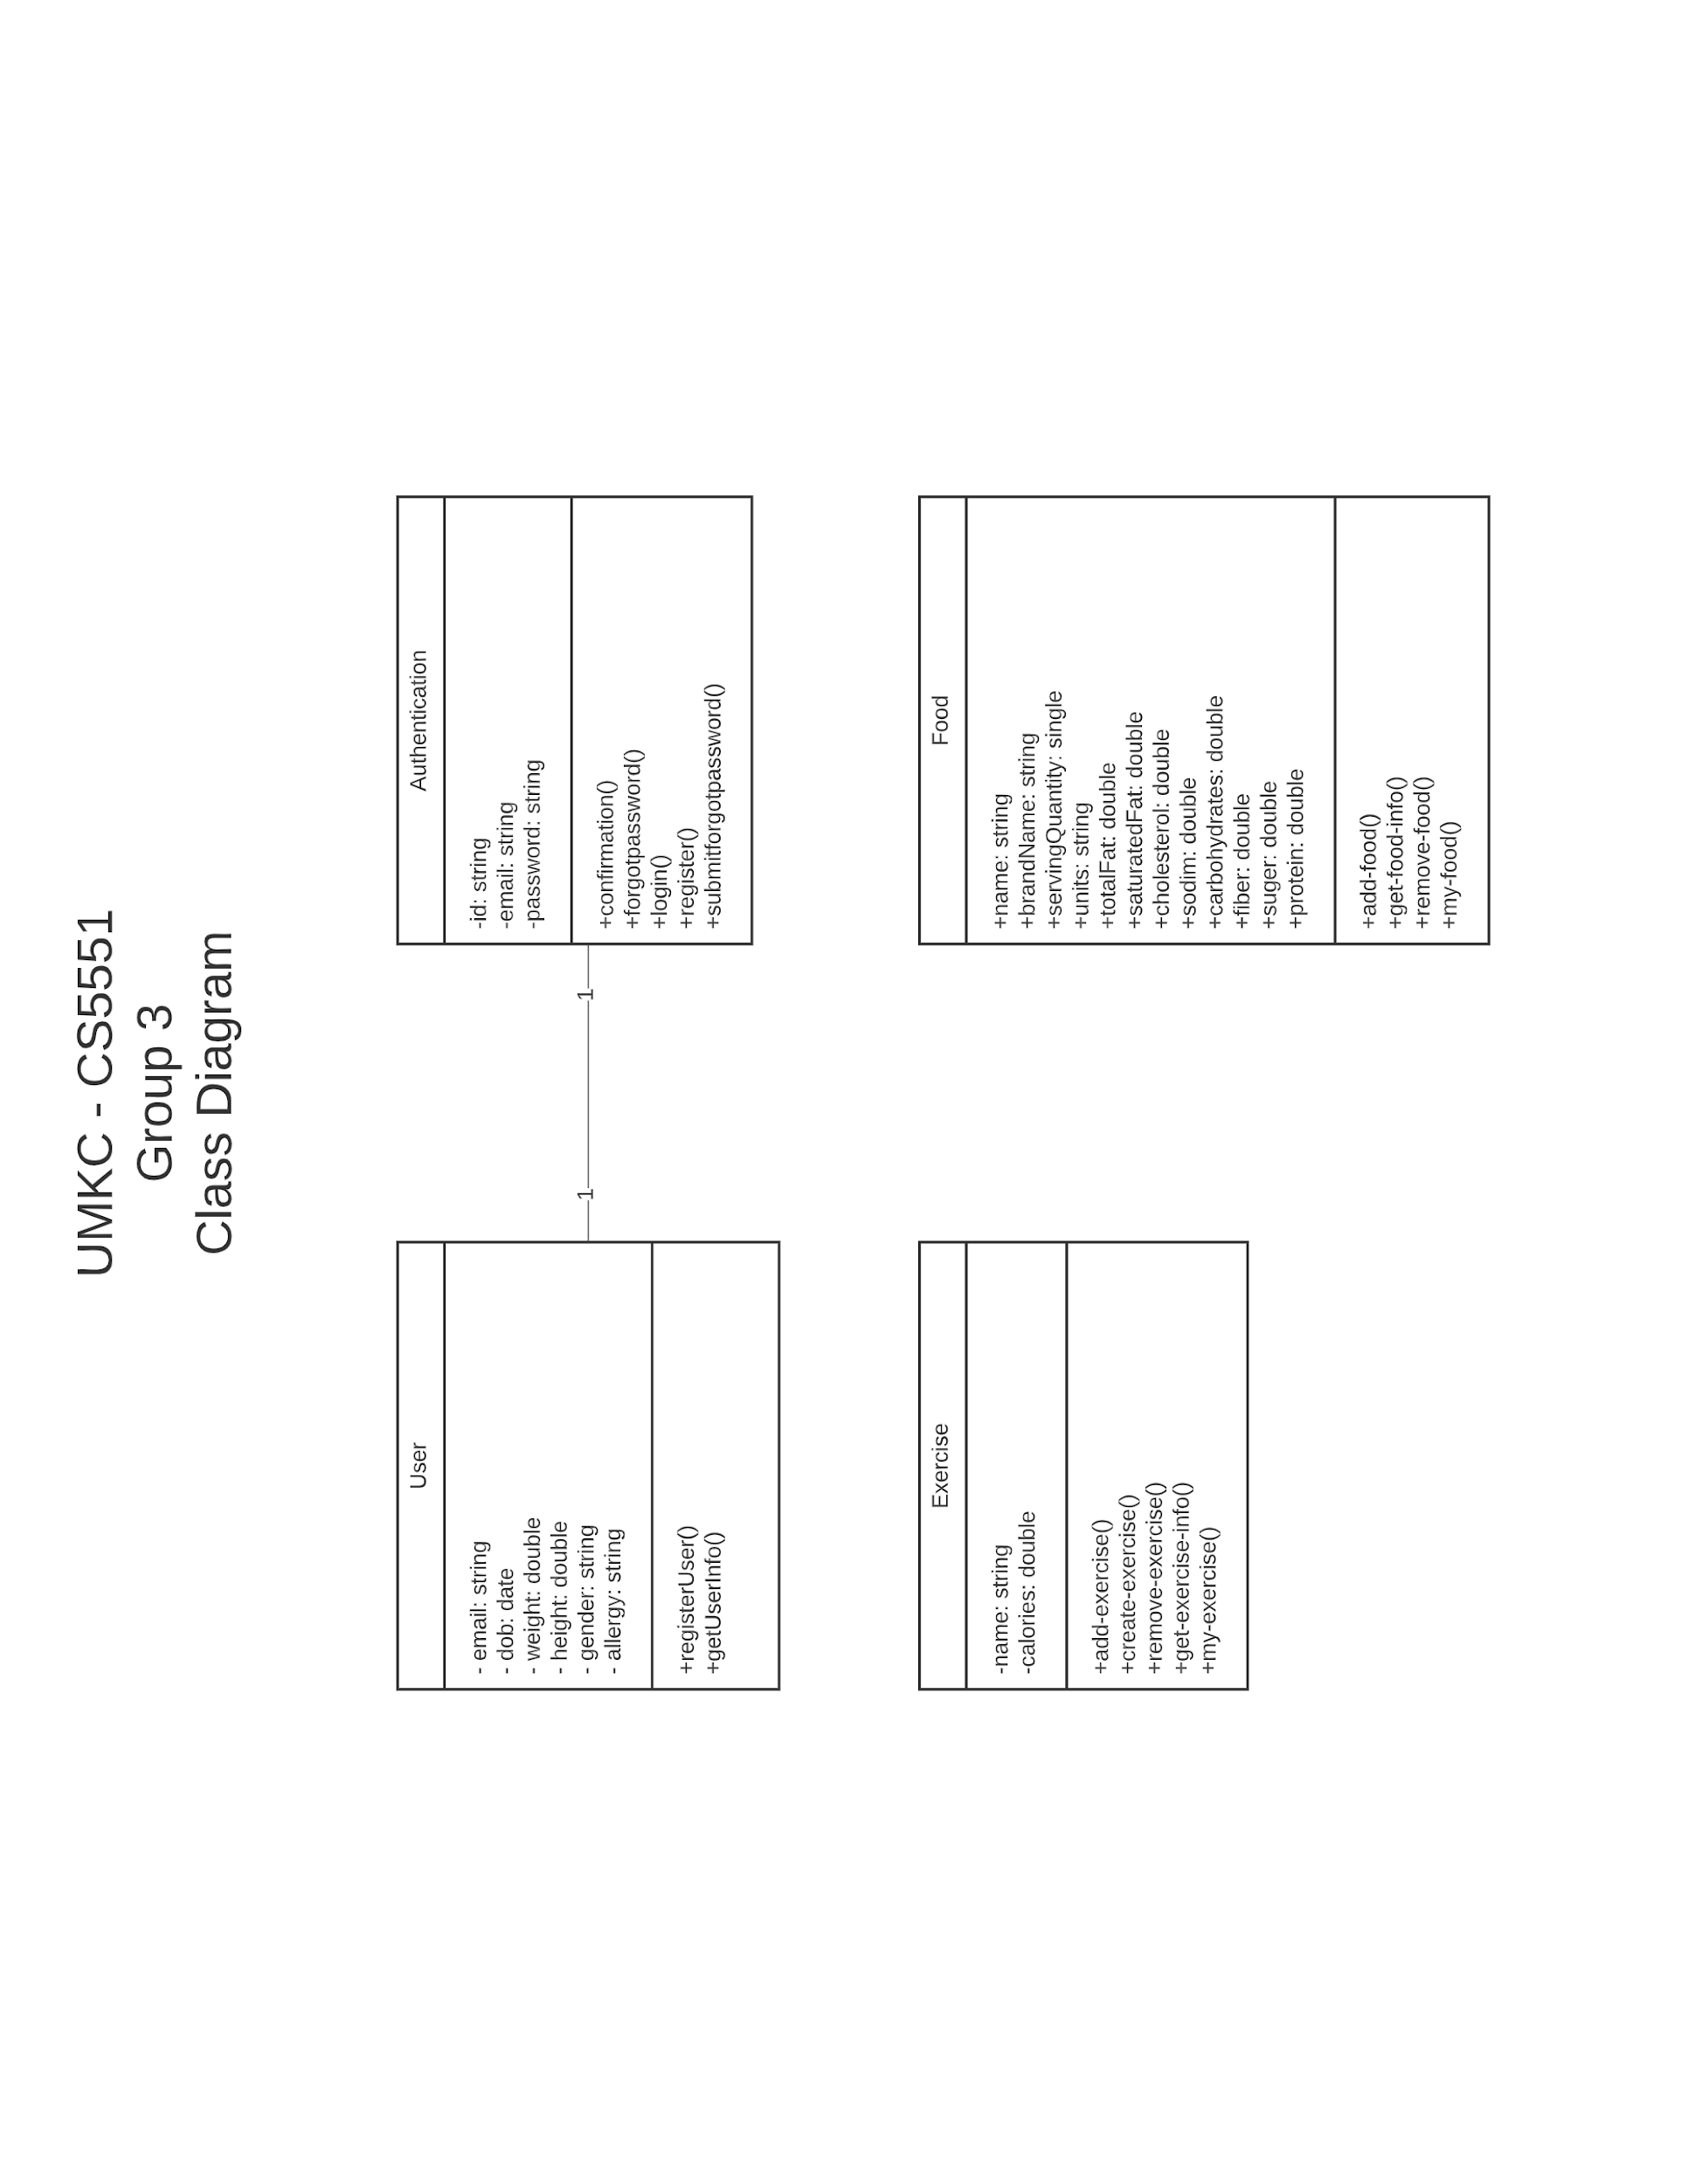 UMKC - CS5551
Group 3
Class Diagram
User
- email: string
- dob: date
- weight: double
- height: double
- gender: string
- allergy: string
+registerUser()
+getUserInfo()
1
1
Authentication
-id: string
-email: string
-password: string
+confirmation()
+forgotpassword()
+login()
+register()
+submitforgotpassword()
Exercise
-name: string
-calories: double
+add-exercise()
+create-exercise()
+remove-exercise()
+get-exercise-info()
+my-exercise()
Food
+name: string
+brandName: string
+servingQuantity: single
+units: string
+totalFat: double
+saturatedFat: double
+cholesterol: double
+sodim: double
+carbohydrates: double
+fiber: double
+suger: double
+protein: double
+add-food()
+get-food-info()
+remove-food()
+my-food()